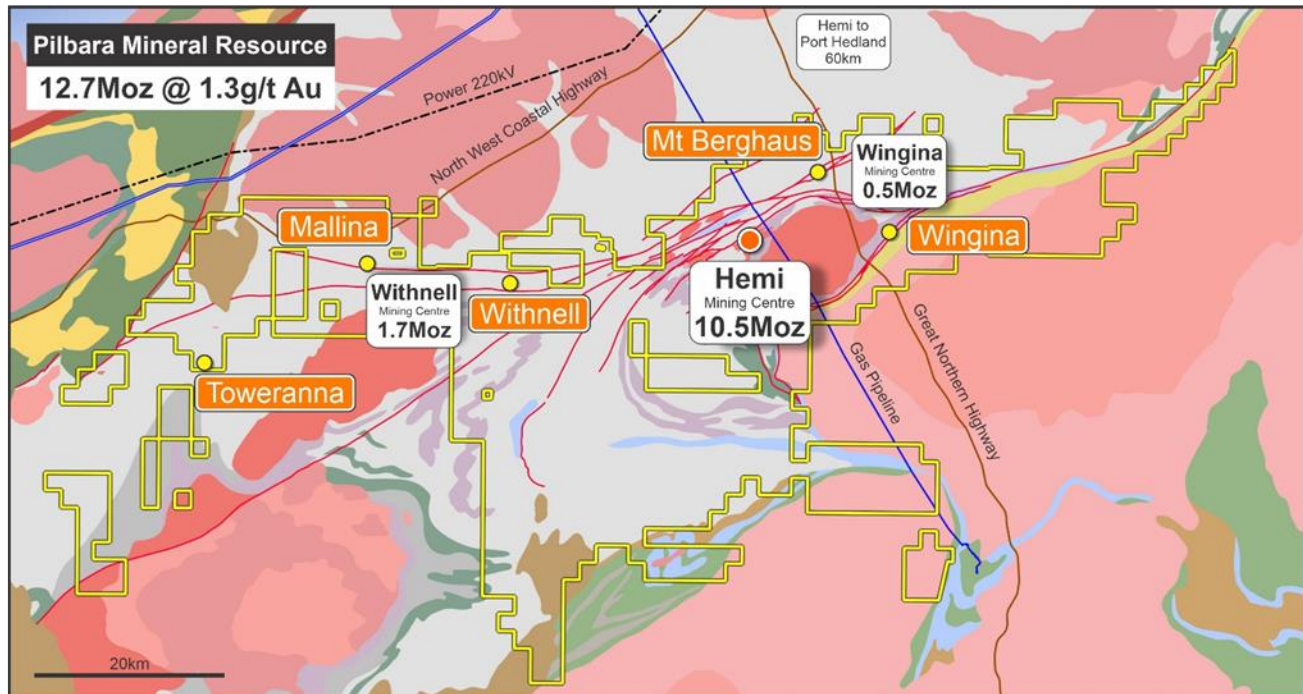 Pilbara Mineral Resource
12.7Moz @ 1.3g/t Au
Hemi to
Port Hedland
60km
Power 220kV
North West Coastal Highway
Mt Berghaus
Wingina
Mining Centre
0.5Moz
Mallina
Wingina
Withnell
Mining Centre
1.7Moz
Withnell
Hemi
Mining Centre
10.5Moz
Toweranna
Gas Pipeline
Great Northern Highway
20km